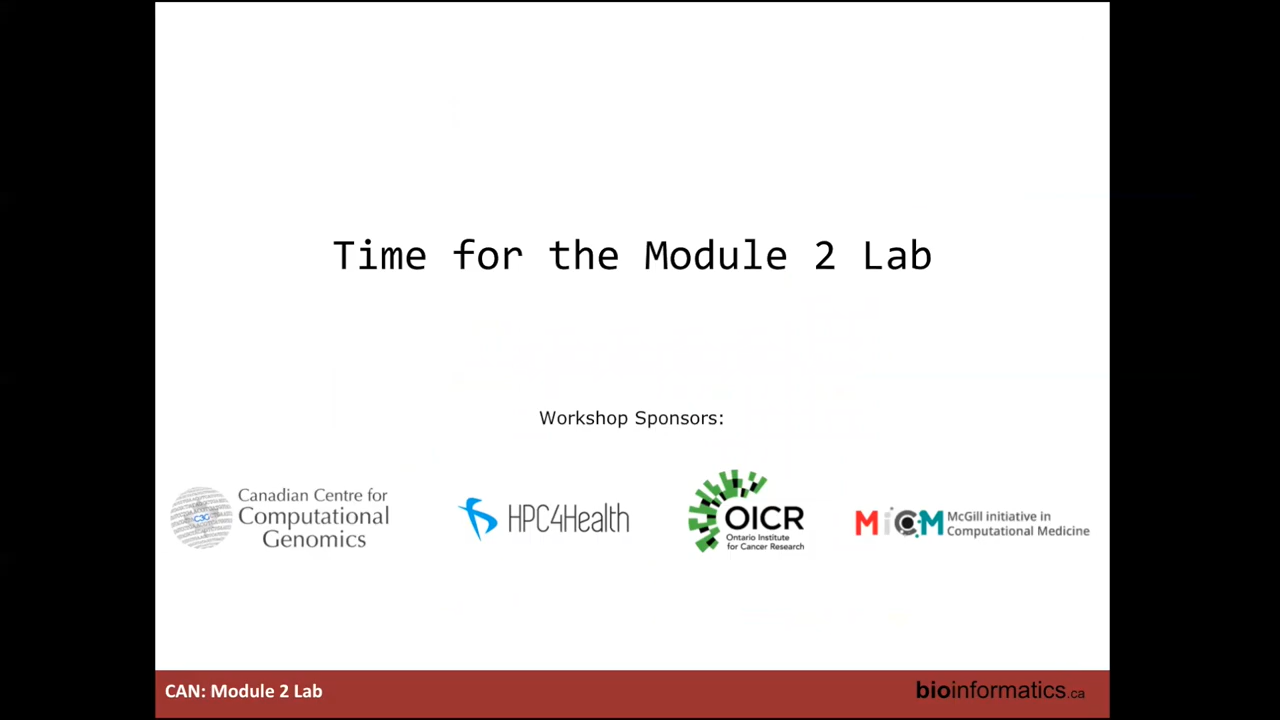 Time for the Module 2 Lab
Workshop Sponsors:
C3G
Canadian Centre for
Computational
Genomics
HPC4Health
OICR
Ontario Institute
for Cancer Research
MiCM
McGill initiative in
Computational Medicine
CAN: Module 2 Lab
bioinformatics.ca